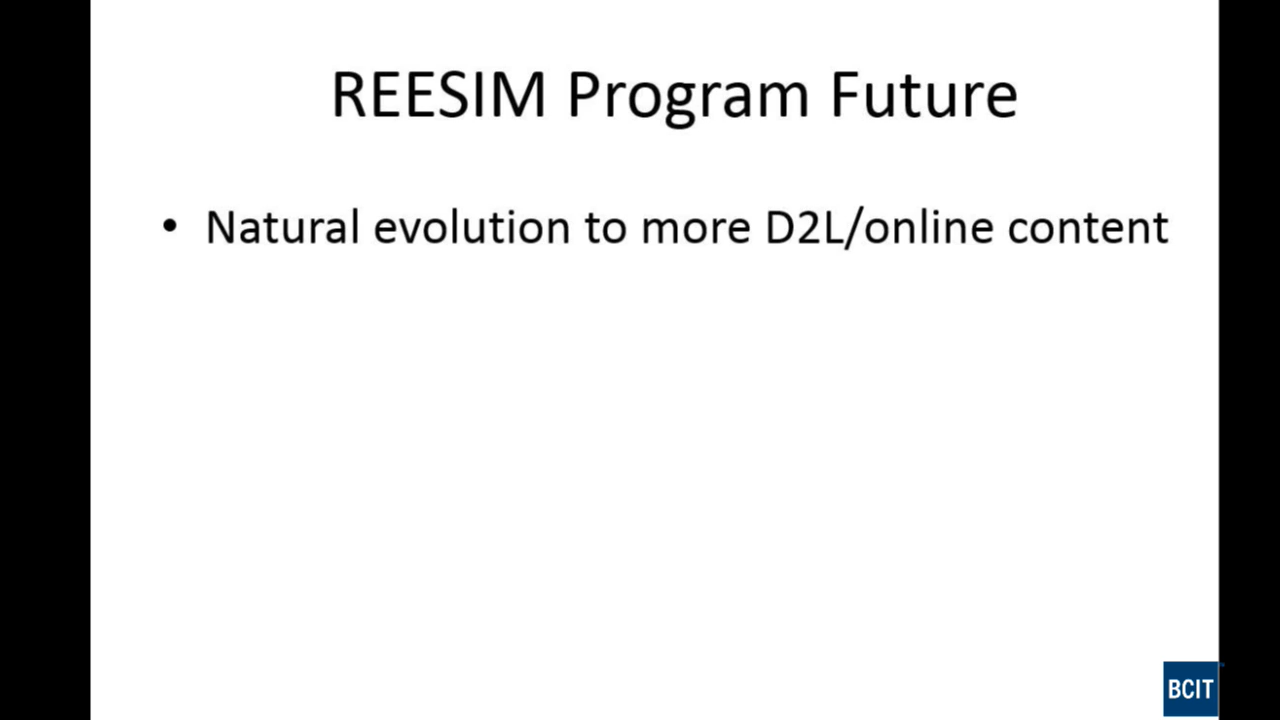 REESIM Program Future
• Natural evolution to more D2L/online content
BCIT